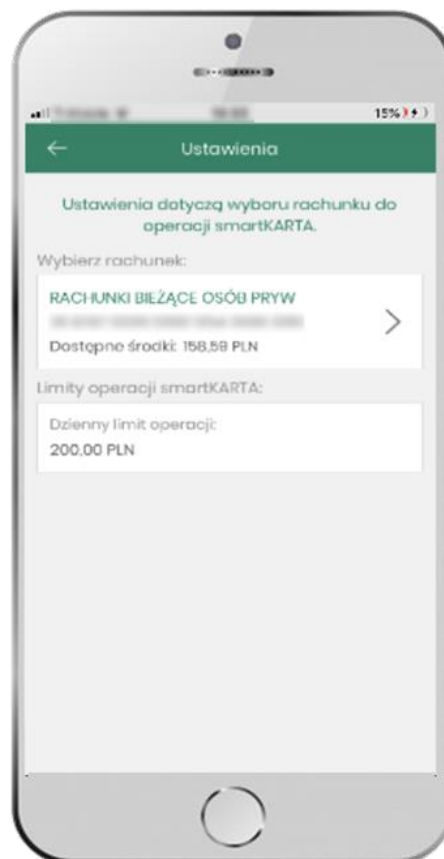 15%
Ustawienia
Ustawienia dotyczą wyboru rachunku do
operacji smartKARTA.
Wybierz rachunek:
RACHUNKI BIEŻĄCE OSÓB PRYW
Dostępne środki: 158,59 PLN
Limity operacji smartKARTA:
Dzienny limit operacji:
200,00 PLN